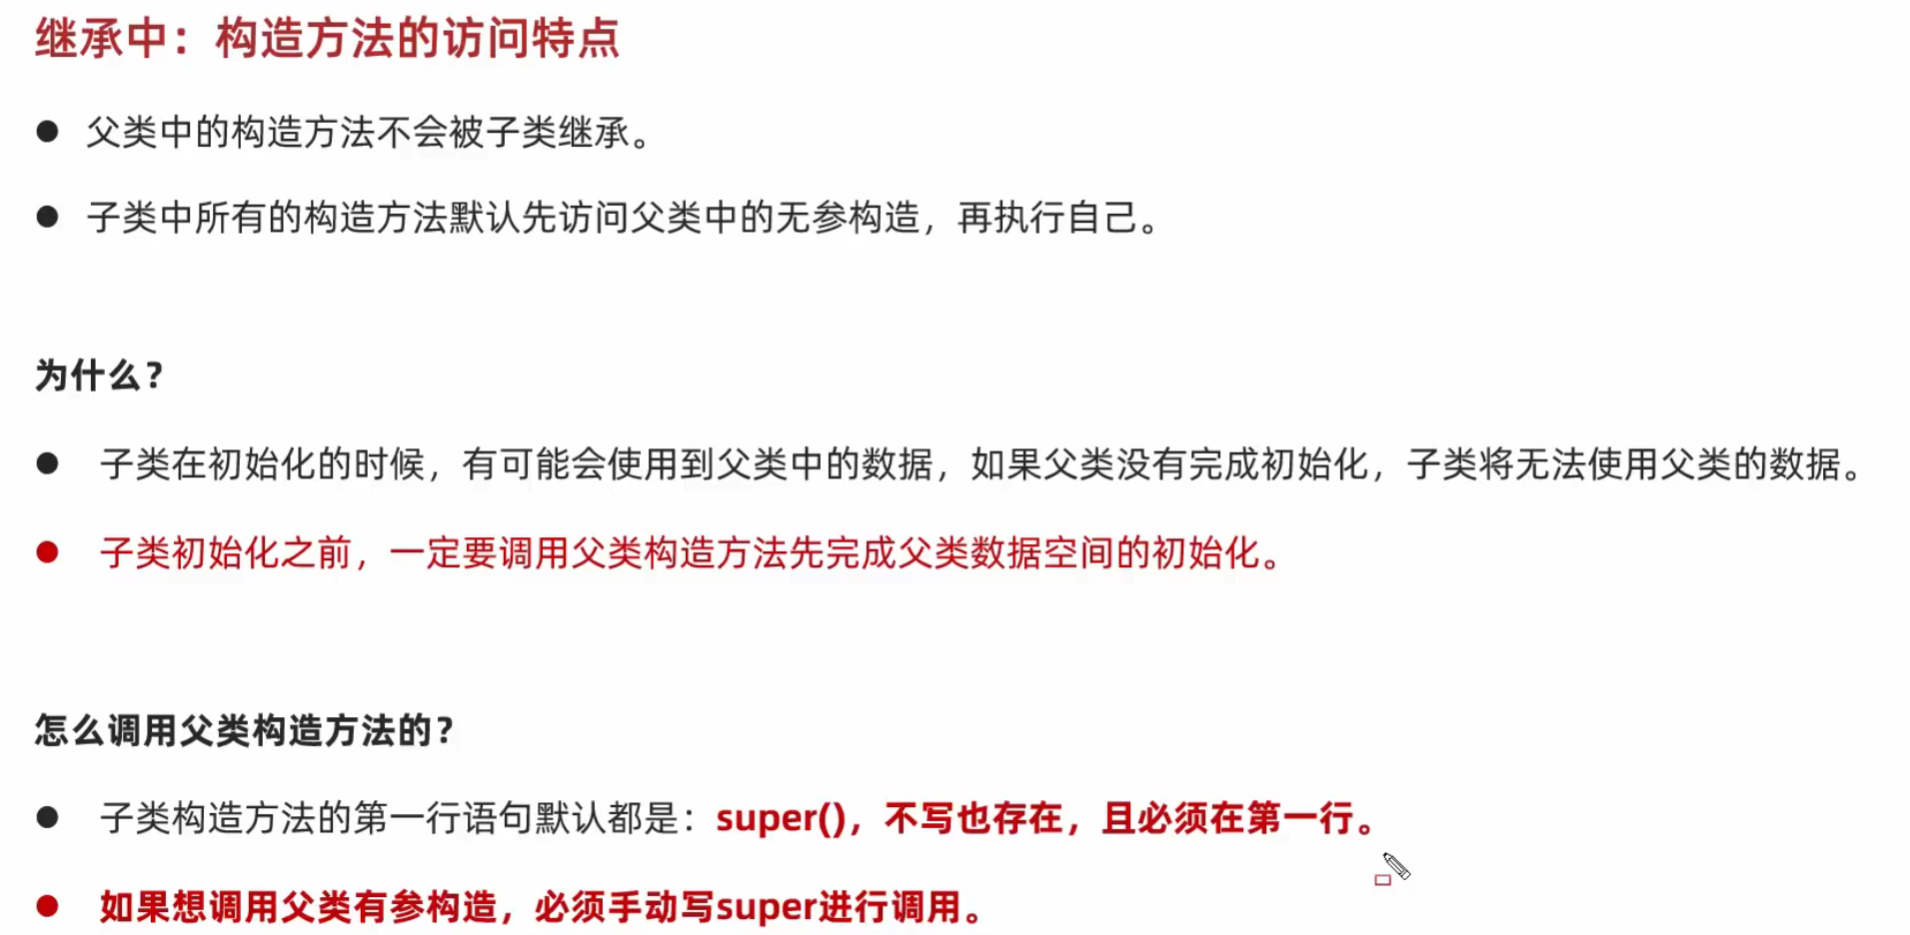 继承中：构造方法的访问特点
● 父类中的构造方法不会被子类继承。
● 子类中所有的构造方法默认先访问父类中的无参构造，再执行自己。
为什么？
● 子类在初始化的时候，有可能会使用到父类中的数据，如果父类没有完成初始化，子类将无法使用父类的数据。
● 子类初始化之前，一定要调用父类构造方法先完成父类数据空间的初始化。
怎么调用父类构造方法的？
● 子类构造方法的第一行语句默认都是：super()，不写也存在，且必须在第一行。
● 如果想调用父类有参构造，必须手动写super进行调用。